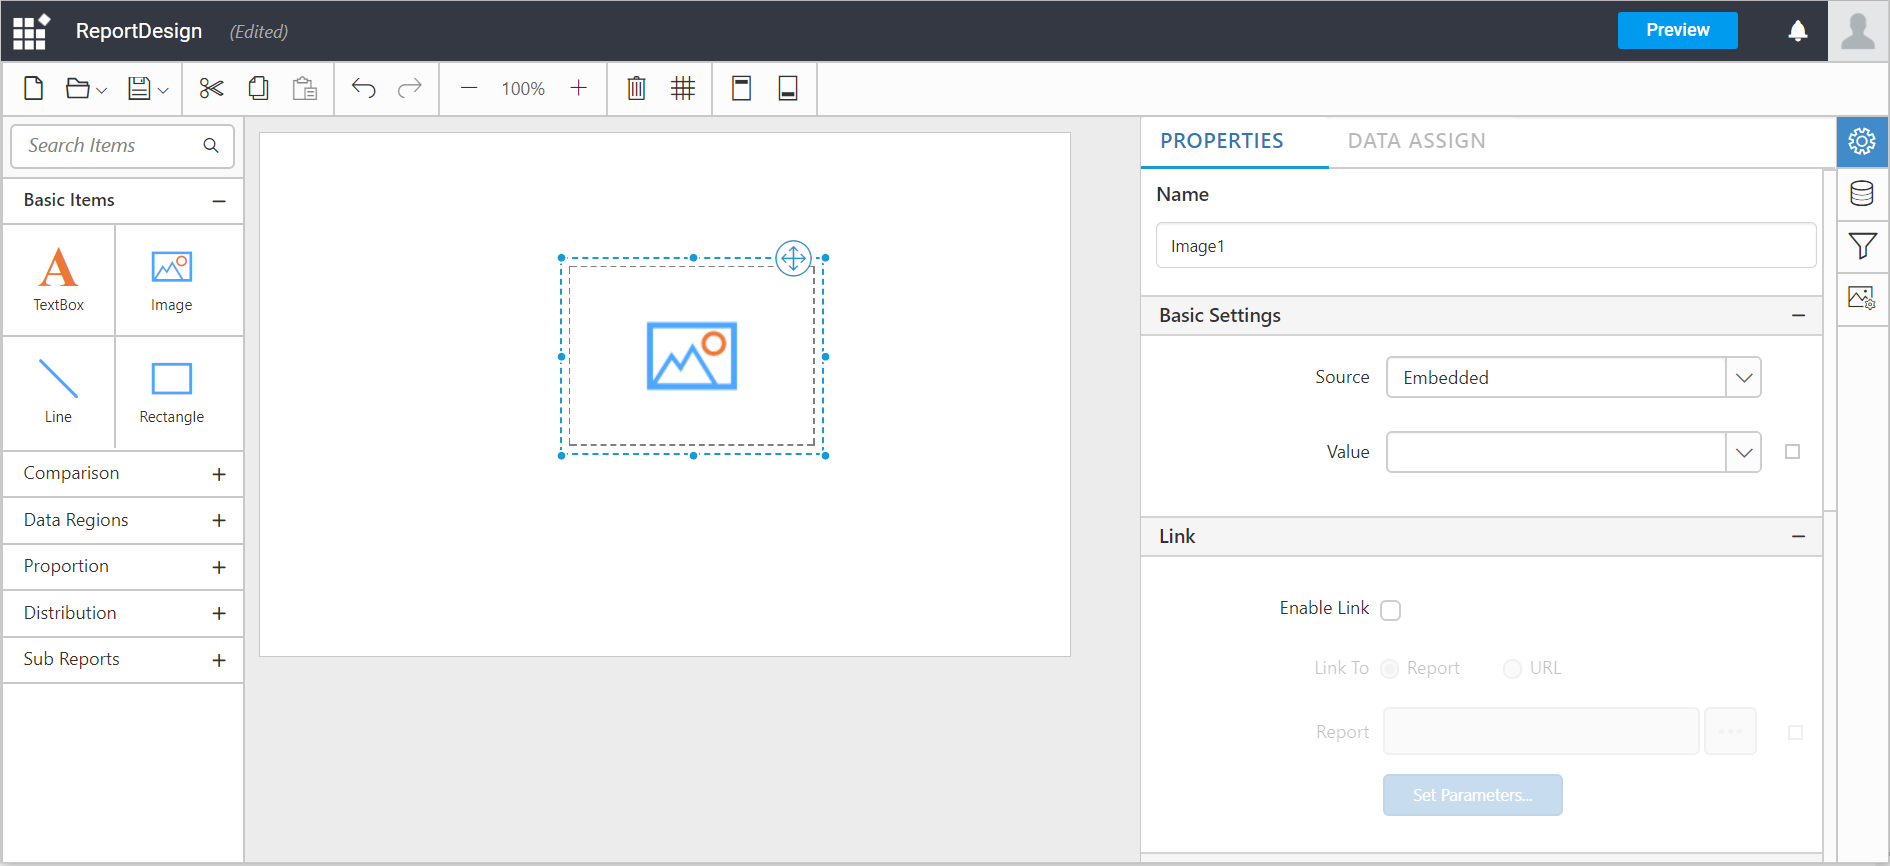 ReportDesign (Edited) Preview
100%
Search Items
Basic Items
TextBox Image
Line Rectangle
Comparison
Data Regions
Proportion
Distribution
Sub Reports
PROPERTIES DATA ASSIGN
Name
Image1
Basic Settings
Source Embedded
Value
Link
Enable Link
Link To Report URL
Report ...
Set Parameters...